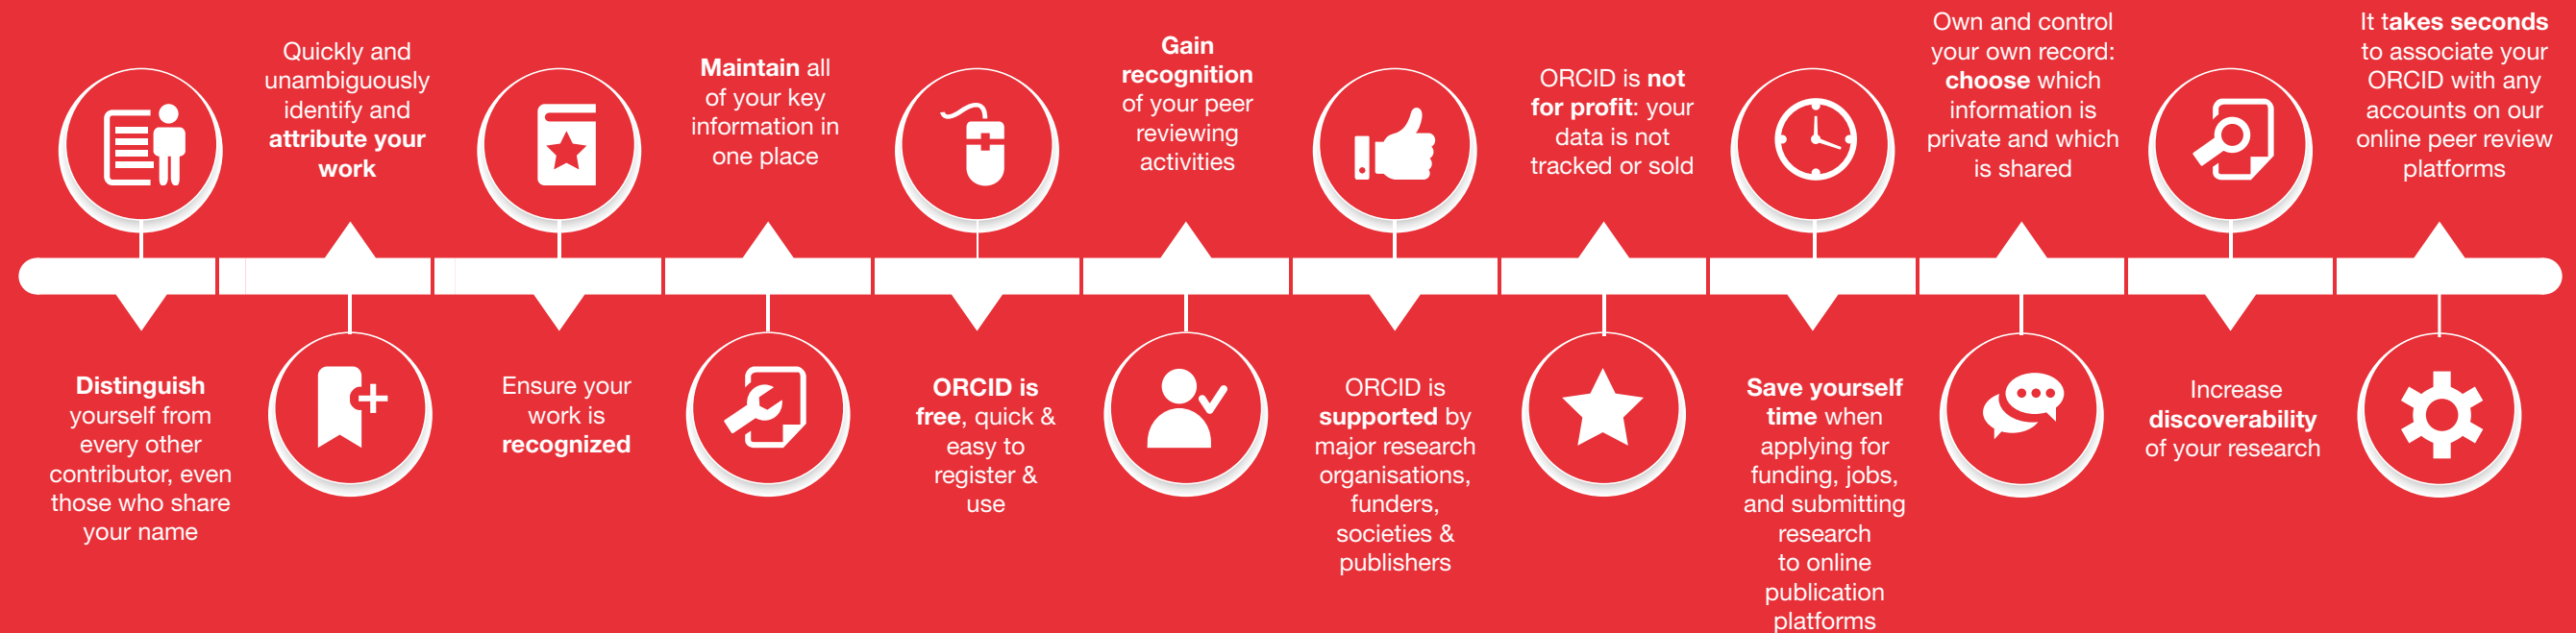 Distinguish
yourself from
every other
contributor, even
those who share
your name
Quickly and
unambiguously
identify and
attribute your
work
Ensure your
work is
recognized
Maintain all
of your key
information in
one place
ORCID is
free, quick &
easy to
register &
use
Gain
recognition
of your peer
reviewing
activities
ORCID is
supported by
major research
organisations,
funders,
societies &
publishers
ORCID is not
for profit: your
data is not
tracked or sold
Save yourself
time when
applying for
funding, jobs,
and submitting
research
to online
publication
platforms
Own and control
your own record:
choose which
information is
private and which
is shared
Increase
discoverability
of your research
It takes seconds
to associate your
ORCID with any
accounts on our
online peer review
platforms